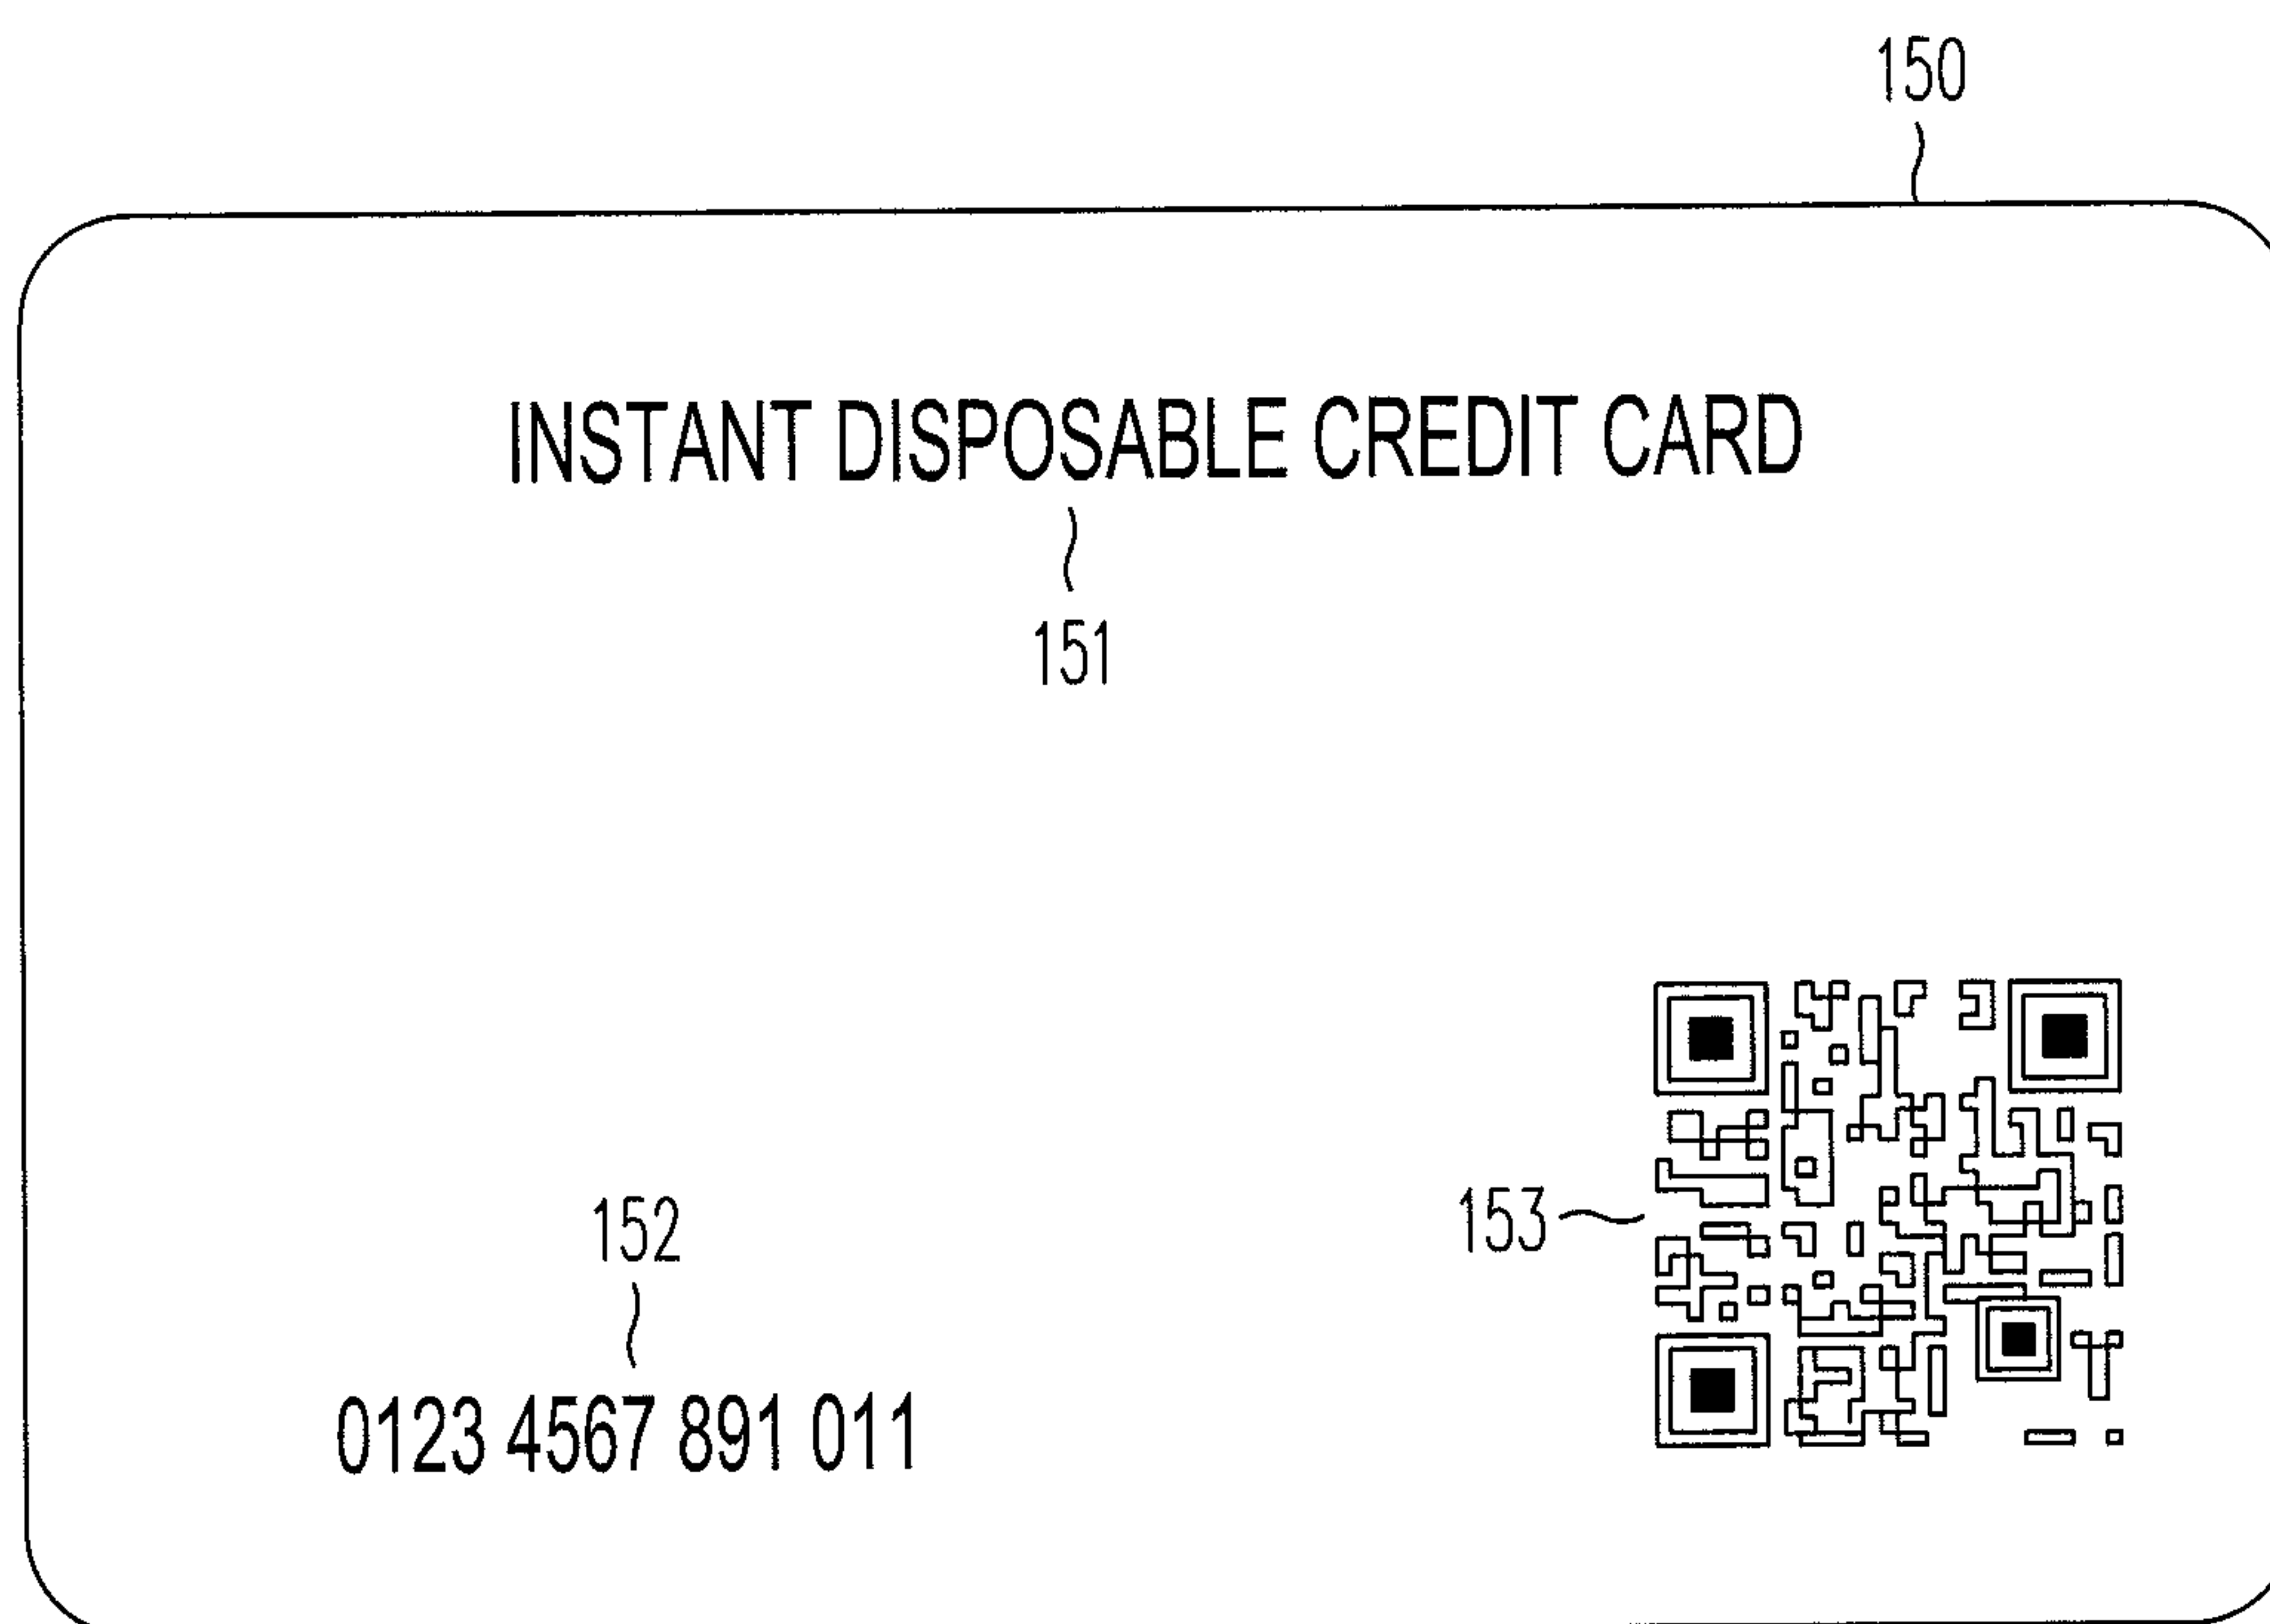 150
INSTANT DISPOSABLE CREDIT CARD
151
152
153
0123 4567 891 011